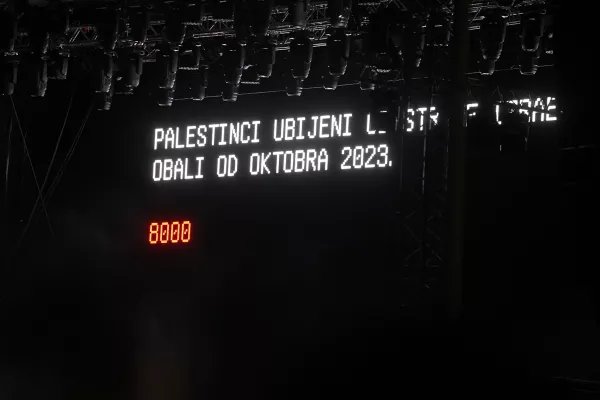 PALESTINCI UBIJENI
OBALI OD OKTOBRA 2023.
8000